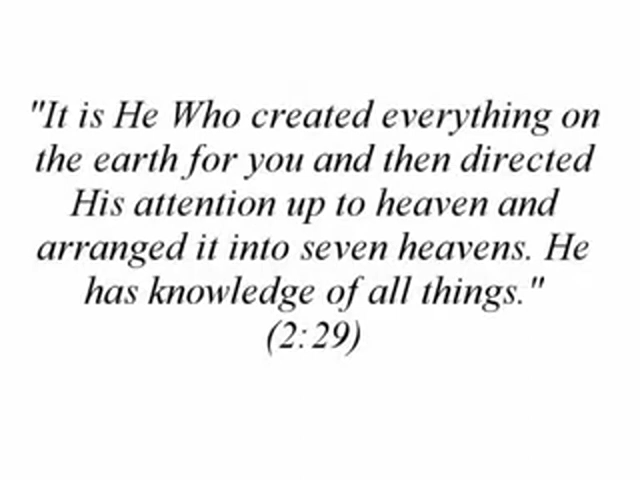 "It is He Who created everything on
the earth for you and then directed
His attention up to heaven and
arranged it into seven heavens. He
has knowledge of all things."
(2:29)